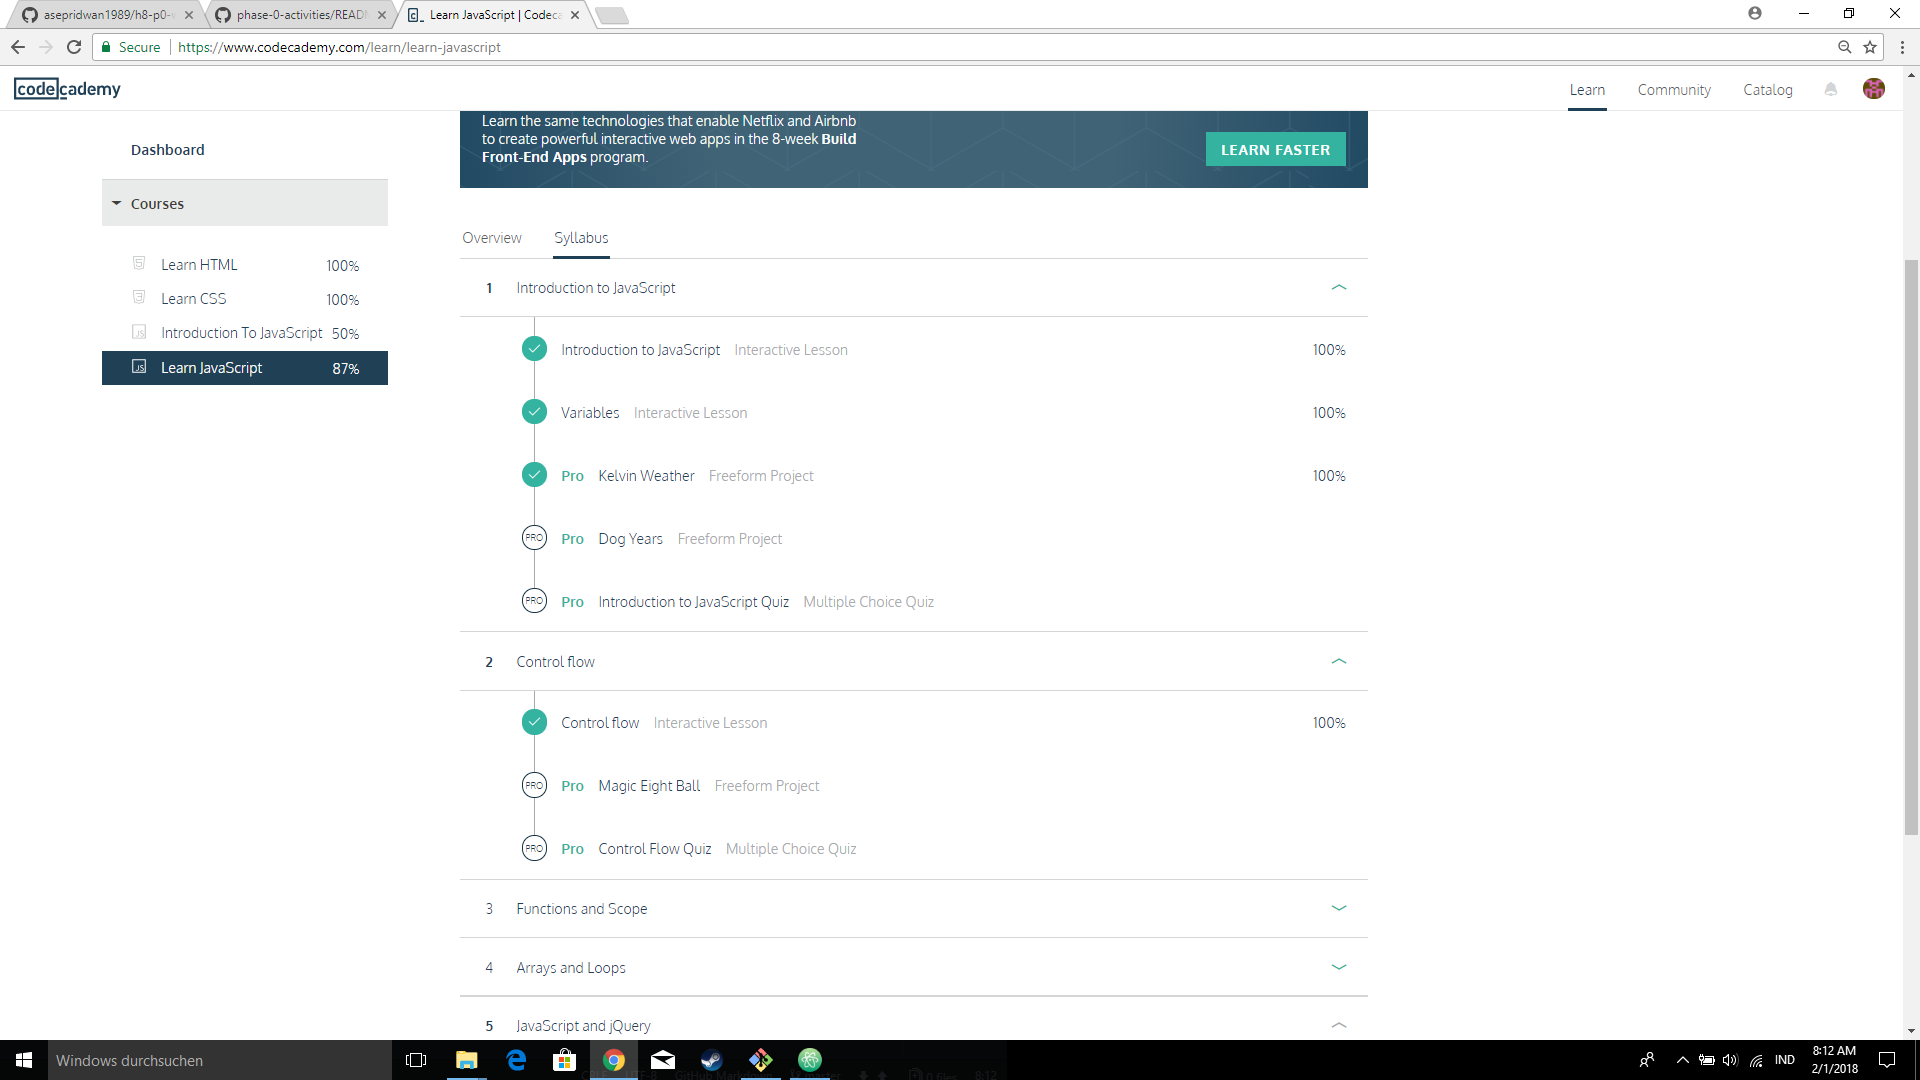 asepridwan1989/h8-p0-
phase-0-activities/READ
Learn JavaScript | Codeca
Secure
https://www.codecademy.com/learn/learn-javascript
codecademy
Learn
Community
Catalog
Dashboard
Courses
Learn HTML 100%
Learn CSS 100%
Introduction To JavaScript 50%
Learn JavaScript 87%
Learn the same technologies that enable Netflix and Airbnb
to create powerful interactive web apps in the 8-week Build
Front-End Apps program.
LEARN FASTER
Overview
Syllabus
1 Introduction to JavaScript
Introduction to JavaScript Interactive Lesson 100%
Variables Interactive Lesson 100%
Pro Kelvin Weather Freeform Project 100%
PRO Pro Dog Years Freeform Project
PRO Pro Introduction to JavaScript Quiz Multiple Choice Quiz
2 Control flow
Control flow Interactive Lesson 100%
PRO Pro Magic Eight Ball Freeform Project
PRO Pro Control Flow Quiz Multiple Choice Quiz
3 Functions and Scope
4 Arrays and Loops
5 JavaScript and jQuery
Windows durchsuchen
IND
8:12 AM
2/1/2018